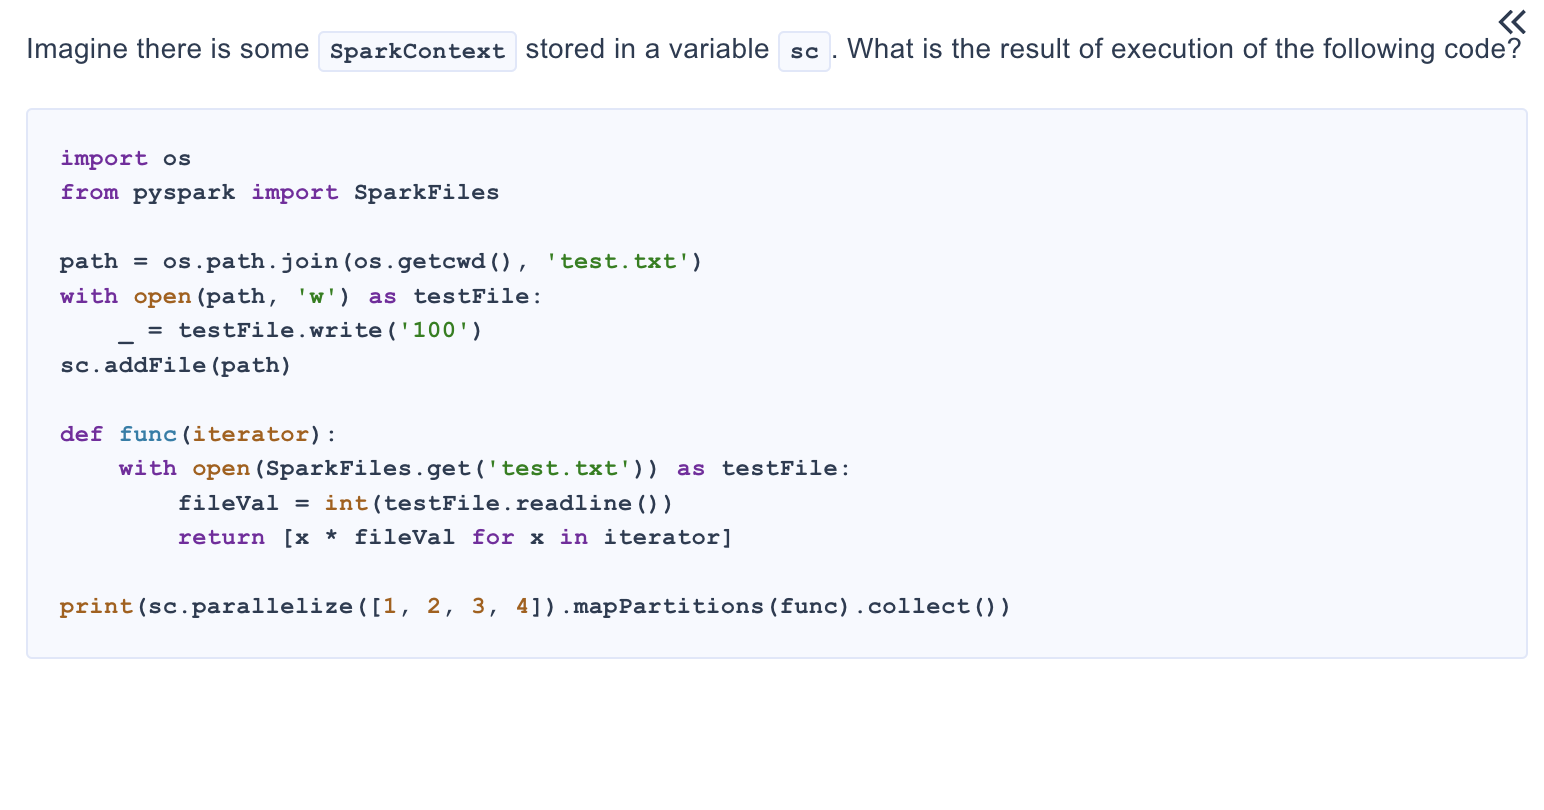 Imagine there is some SparkContext stored in a variable sc. What is the result of execution of the following code?
import os
from pyspark import SparkFiles
path = os.path.join(os.getcwd(), 'test.txt')
with open(path, 'w') as testFile:
    _ = testFile.write('100')
sc.addFile(path)
def func(iterator):
    with open(SparkFiles.get('test.txt')) as testFile:
        fileVal = int(testFile.readline())
        return [x * fileVal for x in iterator]
print(sc.parallelize([1, 2, 3, 4]).mapPartitions(func).collect())